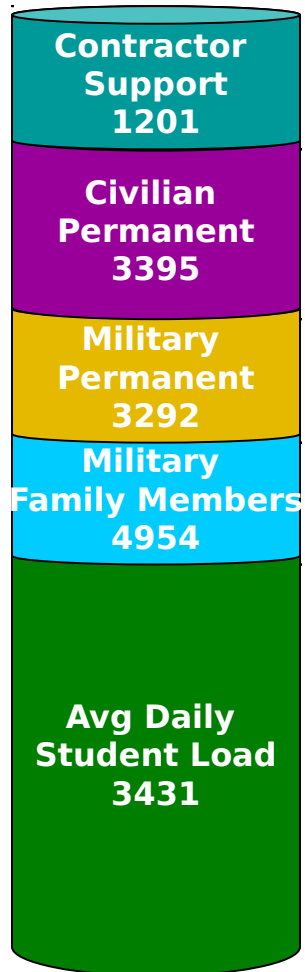 Contractor
Support
1201
Civilian
Permanent
3395
Military
Permanent
3292
Military
Family Members
4954
Avg Daily
Student Load
3431